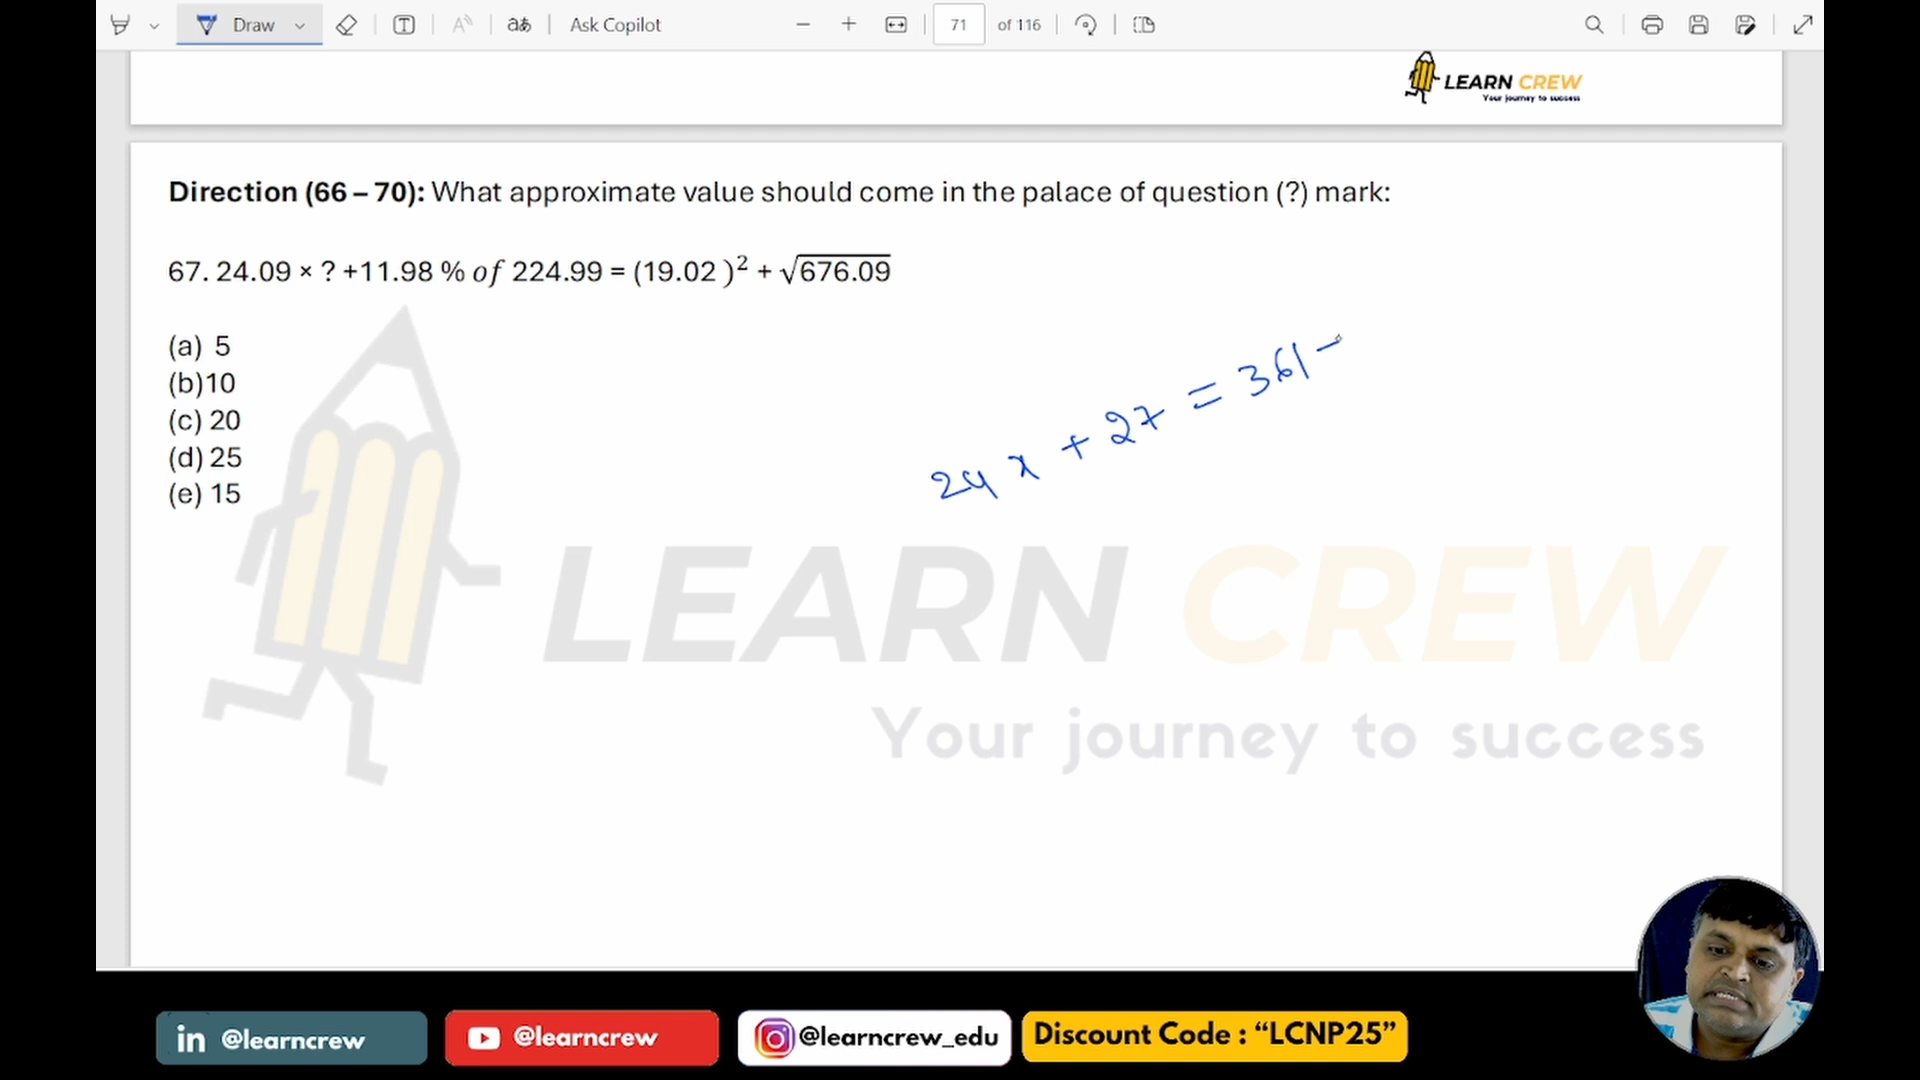 Draw
Ask Copilot
71 of 116
LEARN CREW
Your journey to success
Direction (66 – 70): What approximate value should come in the palace of question (?) mark:
67. 24.09 × ? +11.98 % of 224.99 = (19.02 )² + √676.09
(a) 5
(b)10
(c) 20
(d) 25
(e) 15
24 x + 27 = 361 -
LEARN CREW
Your journey to success
in @learncrew
@learncrew
@learncrew_edu
Discount Code : “LCNP25”